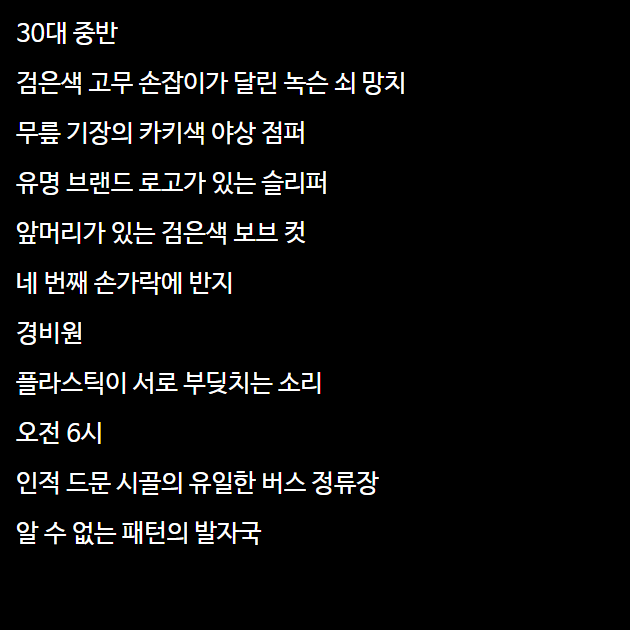 30대 중반
검은색 고무 손잡이가 달린 녹슨 쇠 망치
무릎 기장의 카키색 야상 점퍼
유명 브랜드 로고가 있는 슬리퍼
앞머리가 있는 검은색 보브 컷
네 번째 손가락에 반지
경비원
플라스틱이 서로 부딪치는 소리
오전 6시
인적 드문 시골의 유일한 버스 정류장
알 수 없는 패턴의 발자국